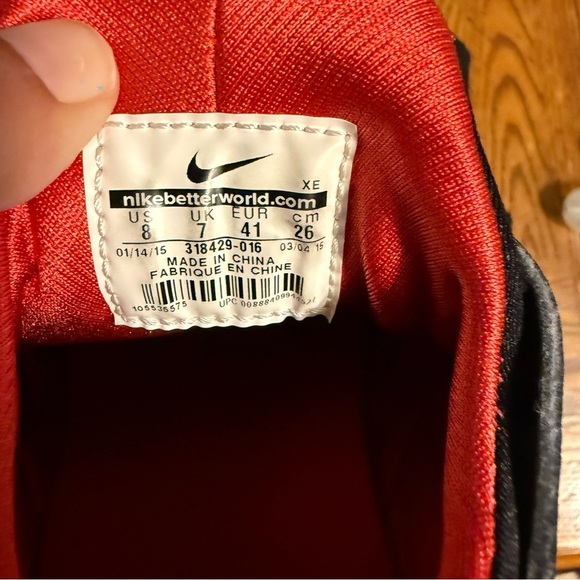 XE
nikebetterworld.com
US UK EUR cm
8 7 41 26
01/14/15 318429-016 03/04/15
MADE IN CHINA
FABRIQUE EN CHINE
105535575
UPC